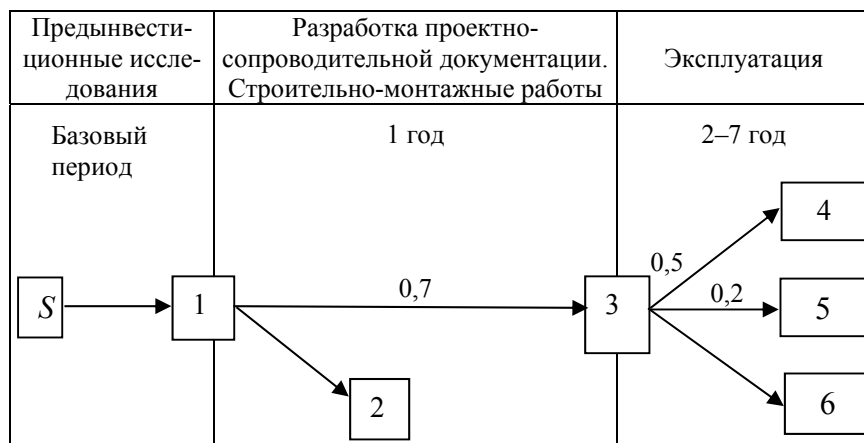 Предынвести-
ционные иссле-
дования
Разработка проектно-
сопроводительной документации.
Строительно-монтажные работы
Эксплуатация
Базовый
период
1 год
2–7 год
4
0,5
S
1
0,7
3
0,2
5
2
6